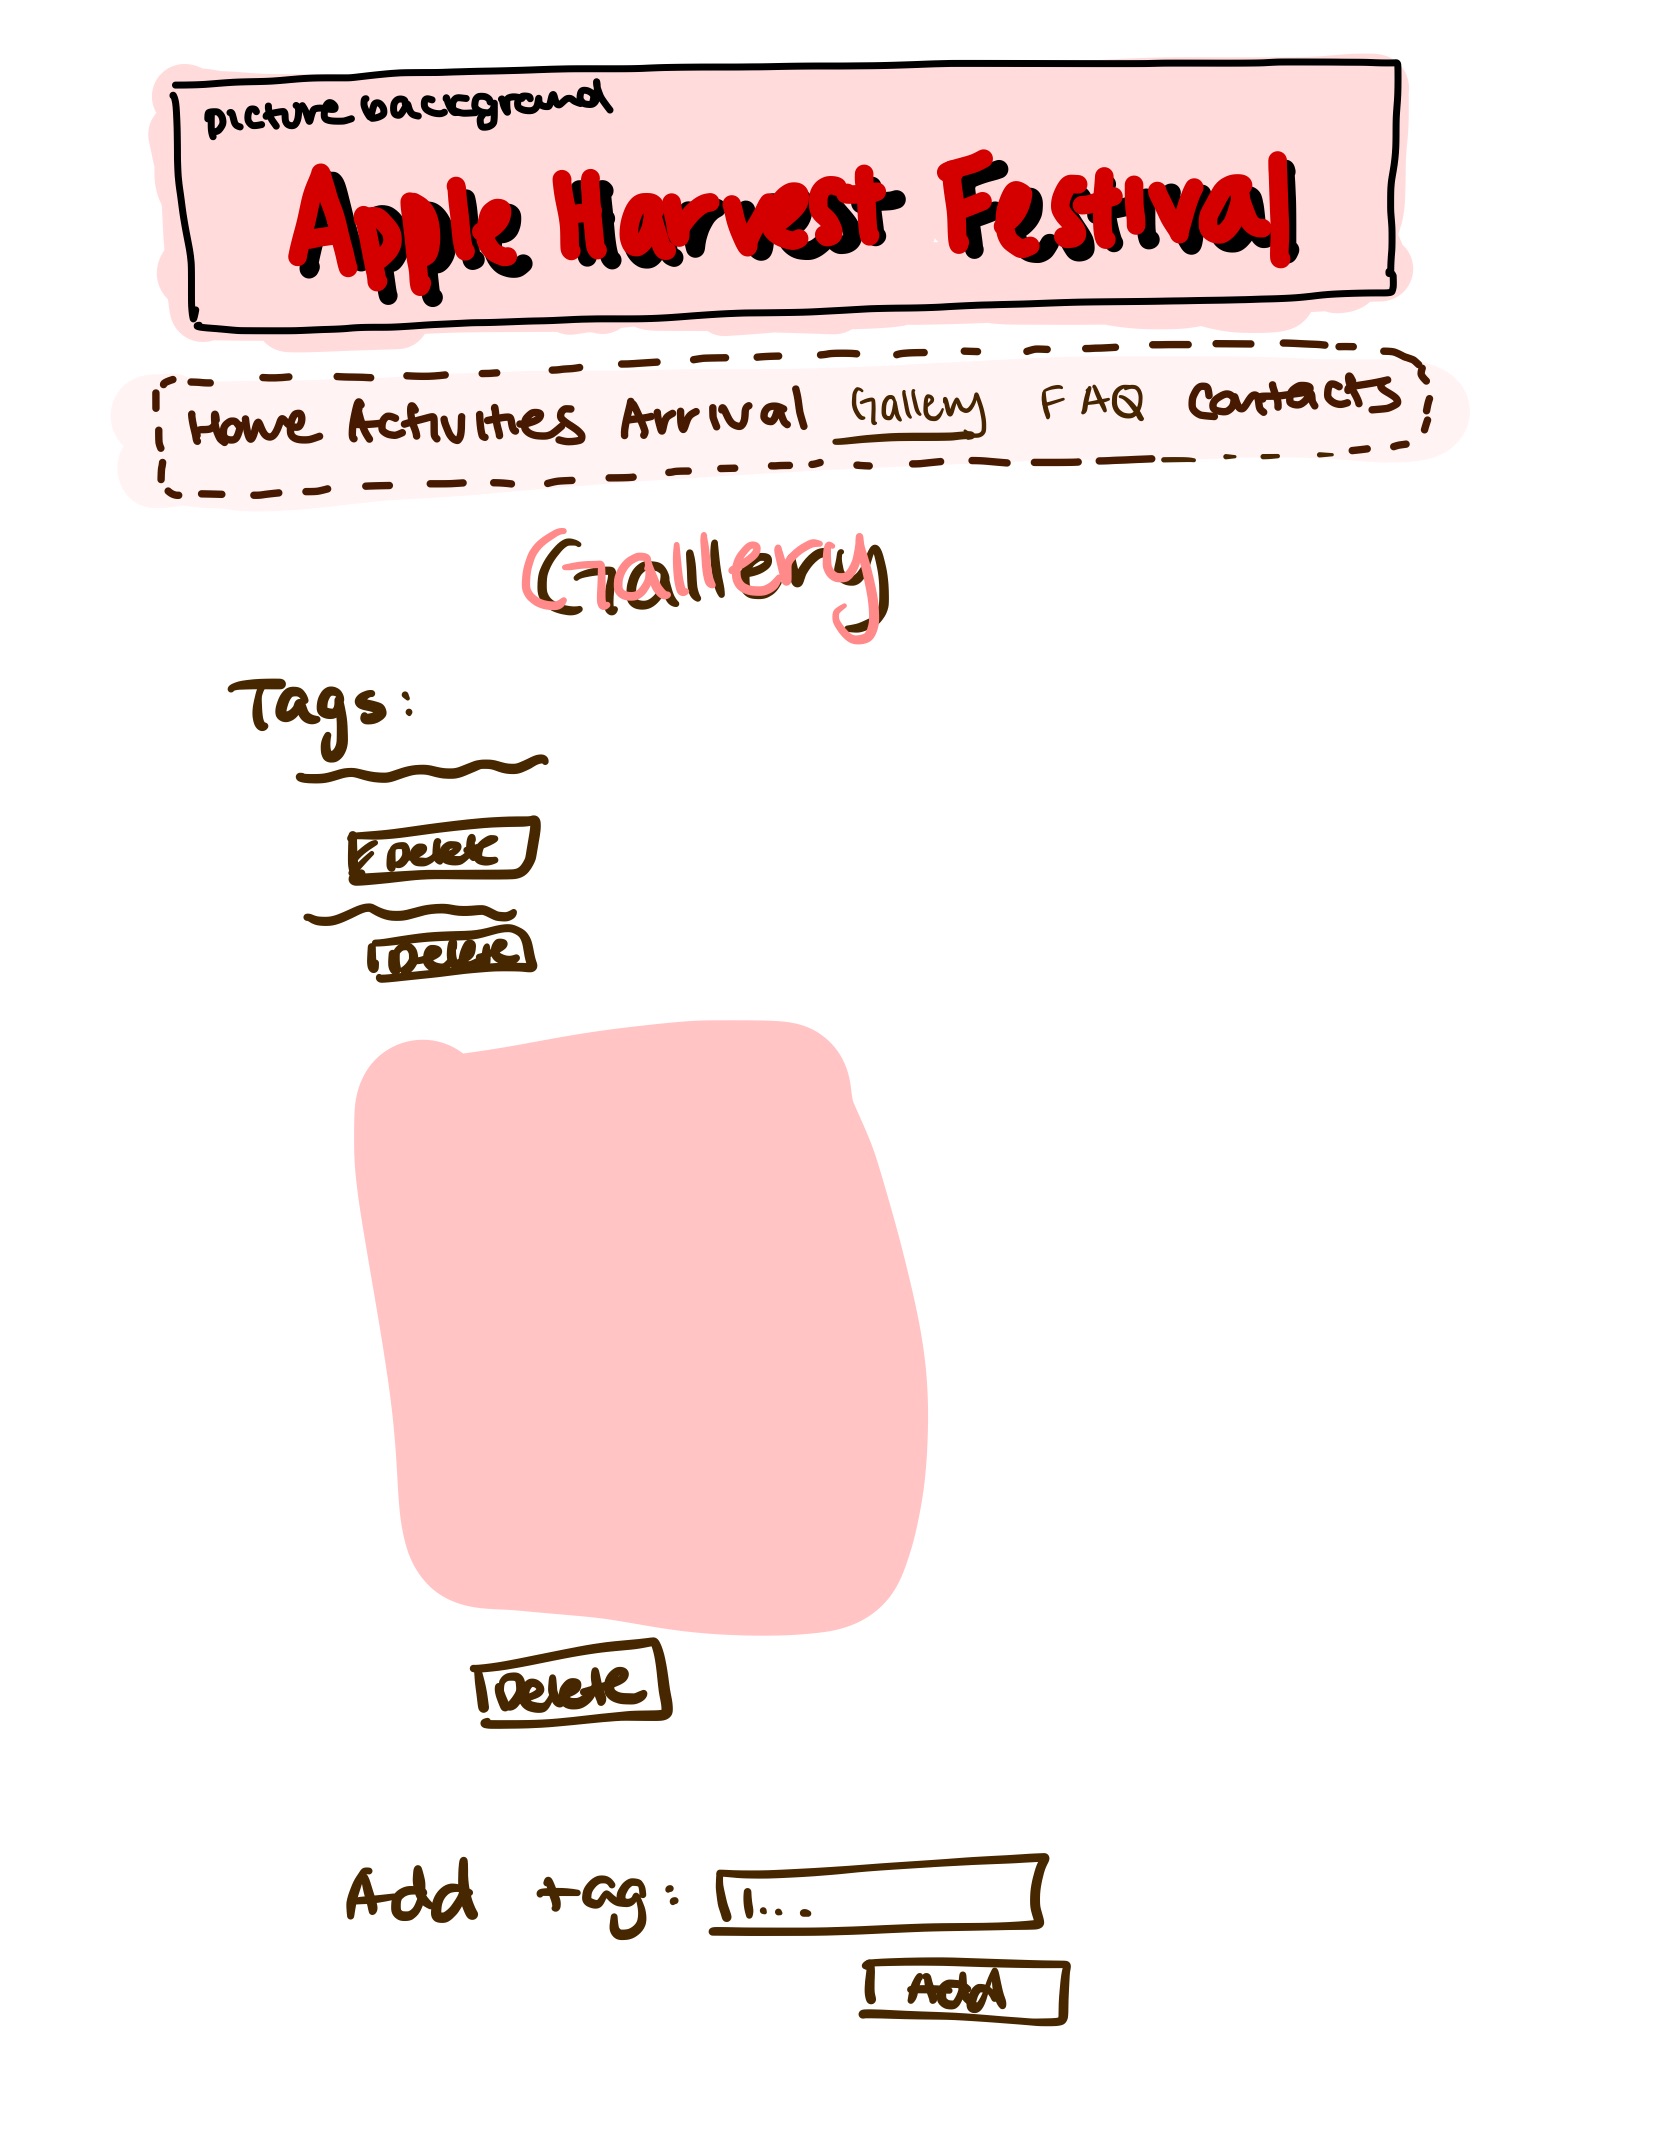 picture background
Apple Harvest Festival
Home Activities Arrival Gallery FAQ Contacts
Gallery
Tags:
Delete
Delete
Delete
Add tag: ...
Add